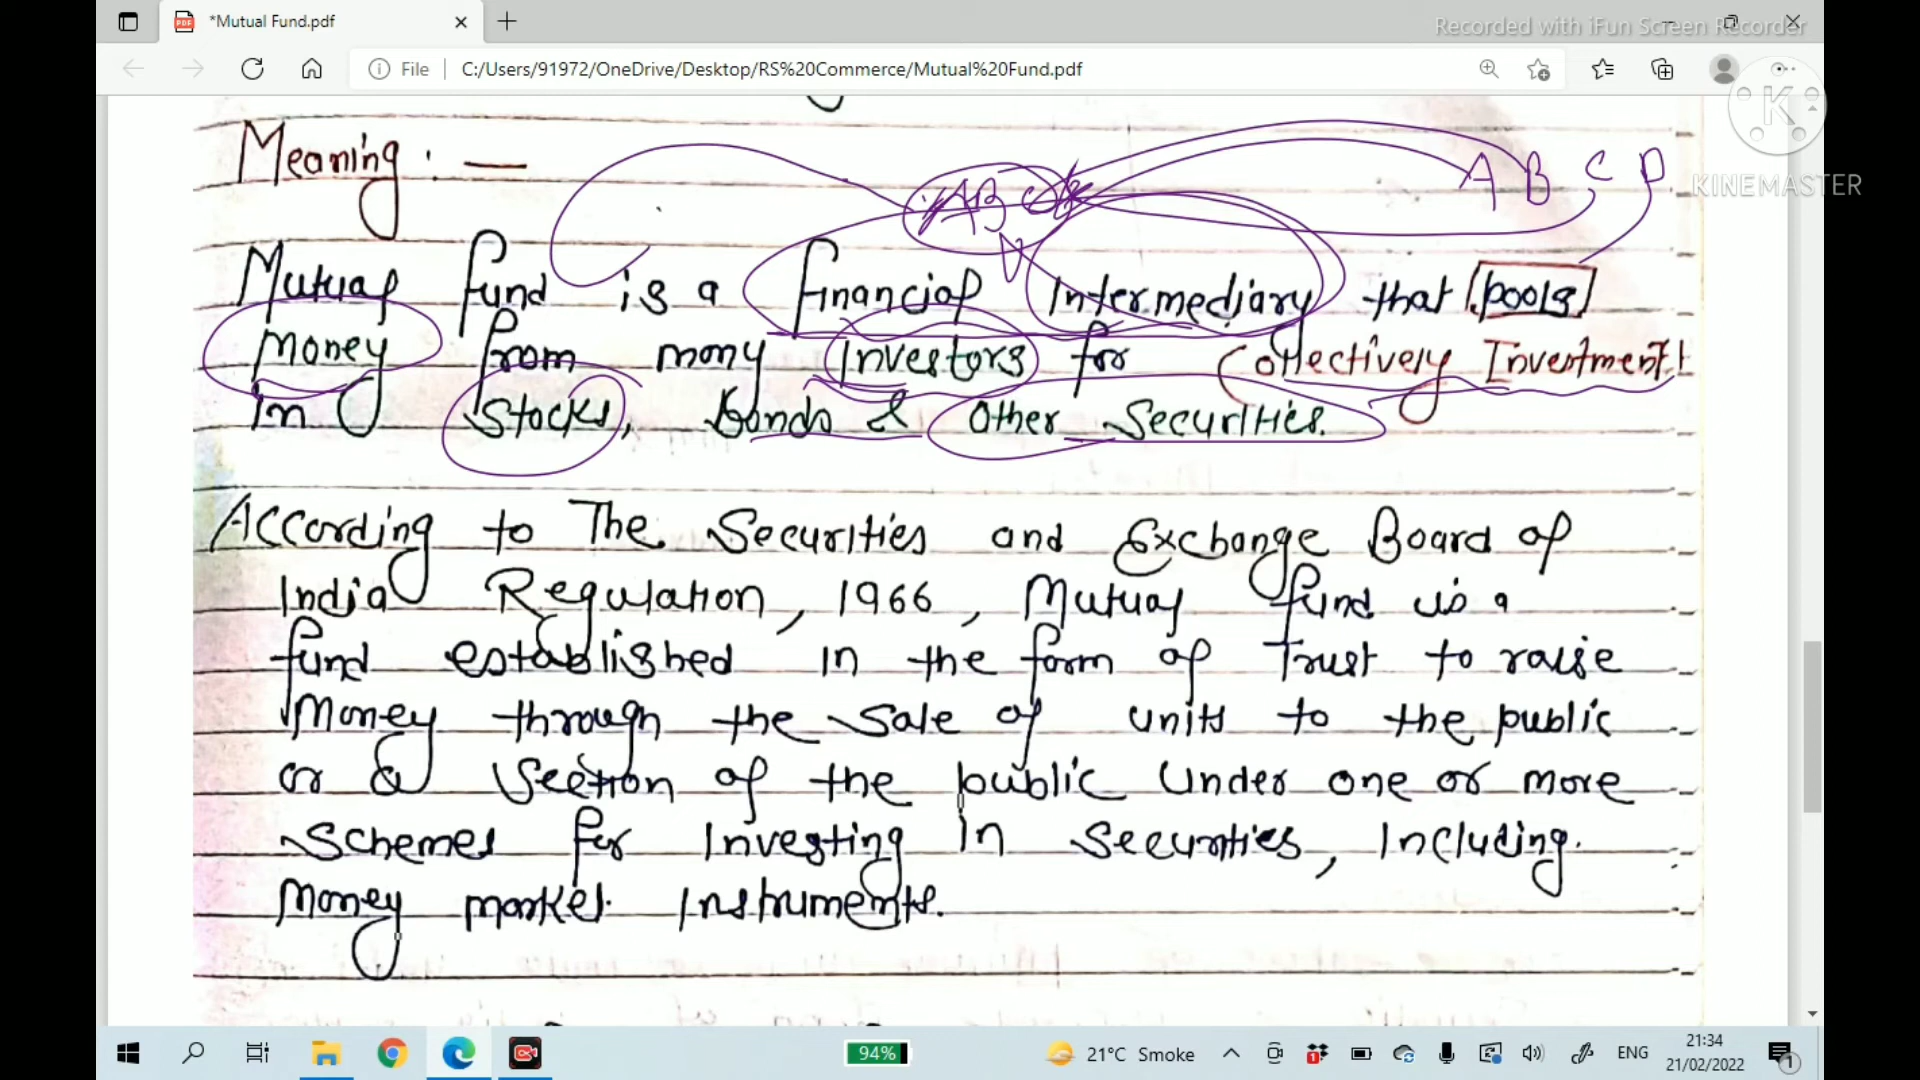 *Mutual Fund.pdf
Recorded with iFun Screen Recorder
File C:/Users/91972/OneDrive/Desktop/RS%20Commerce/Mutual%20Fund.pdf
KINEMASTER
Meaning : —
A B C D
Mutual fund is a financial Intermediary that pools
Money from many Investors for Collectively Investment
in Stocks, bonds & Other Securities.
According to The Securities and Exchange Board of
India Regulation, 1966, Mutual fund is a
fund established in the form of Trust to raise
Money through the Sale of units to the public
or a Section of the public Under one or more
Schemes for Investing In Securities, Including
Money market Instruments.
94%
21°C Smoke
ENG
21:34
21/02/2022